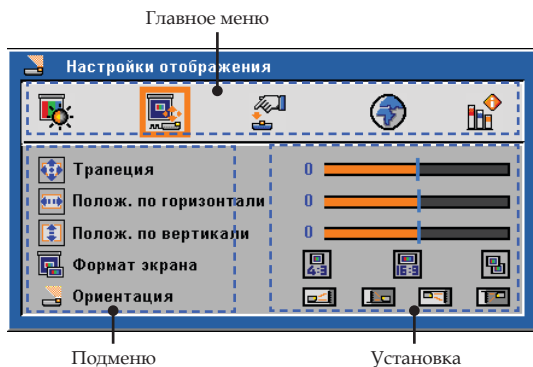 Главное меню
Настройки отображения
Трапеция 0
Полож. по горизонтали 0
Полож. по вертикали 0
Формат экрана 4:3 16:9
Ориентация
Подменю Установка